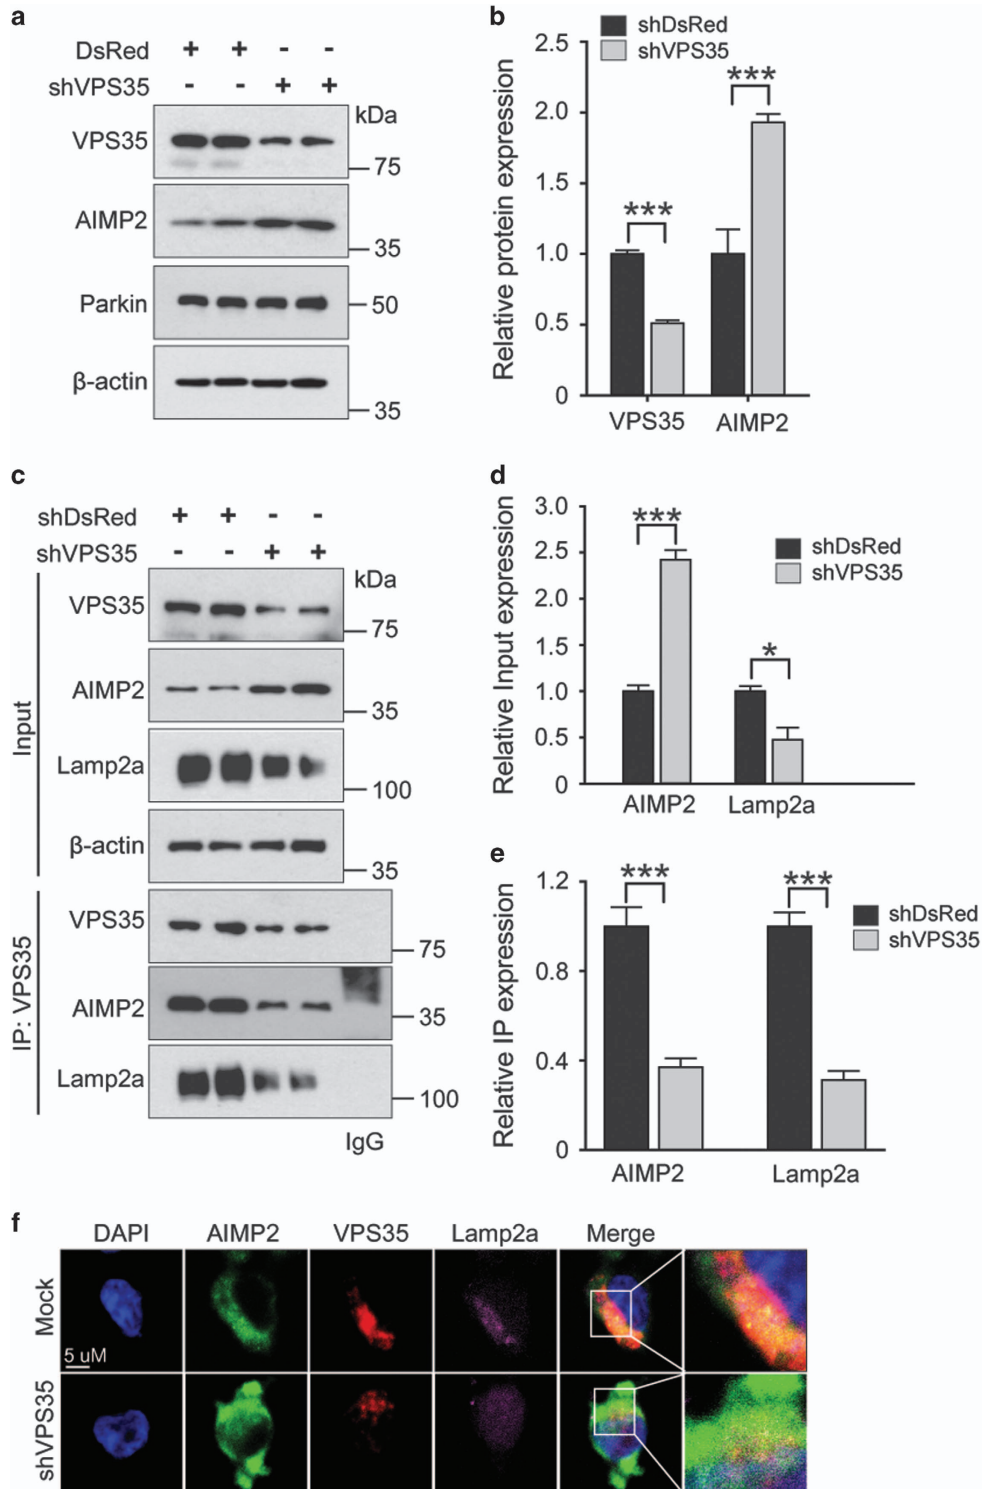 a
DsRed + + - -
shVPS35 - - + +
kDa
VPS35
75
AIMP2
35
Parkin
50
β-actin
35
b
shDsRed
shVPS35
Relative protein expression
2.5
2.0
1.5
1.0
0.5
0
***
***
VPS35
AIMP2
c
shDsRed + + - -
shVPS35 - - + +
kDa
Input
VPS35
75
AIMP2
35
Lamp2a
100
β-actin
35
IP: VPS35
VPS35
75
AIMP2
35
Lamp2a
100
IgG
d
Relative Input expression
3.0
2.5
2.0
1.5
1.0
0.5
0
***
*
shDsRed
shVPS35
AIMP2
Lamp2a
e
Relative IP expression
1.2
0.8
0.4
0
***
***
shDsRed
shVPS35
AIMP2
Lamp2a
f
DAPI AIMP2 VPS35 Lamp2a Merge
Mock
5 uM
shVPS35